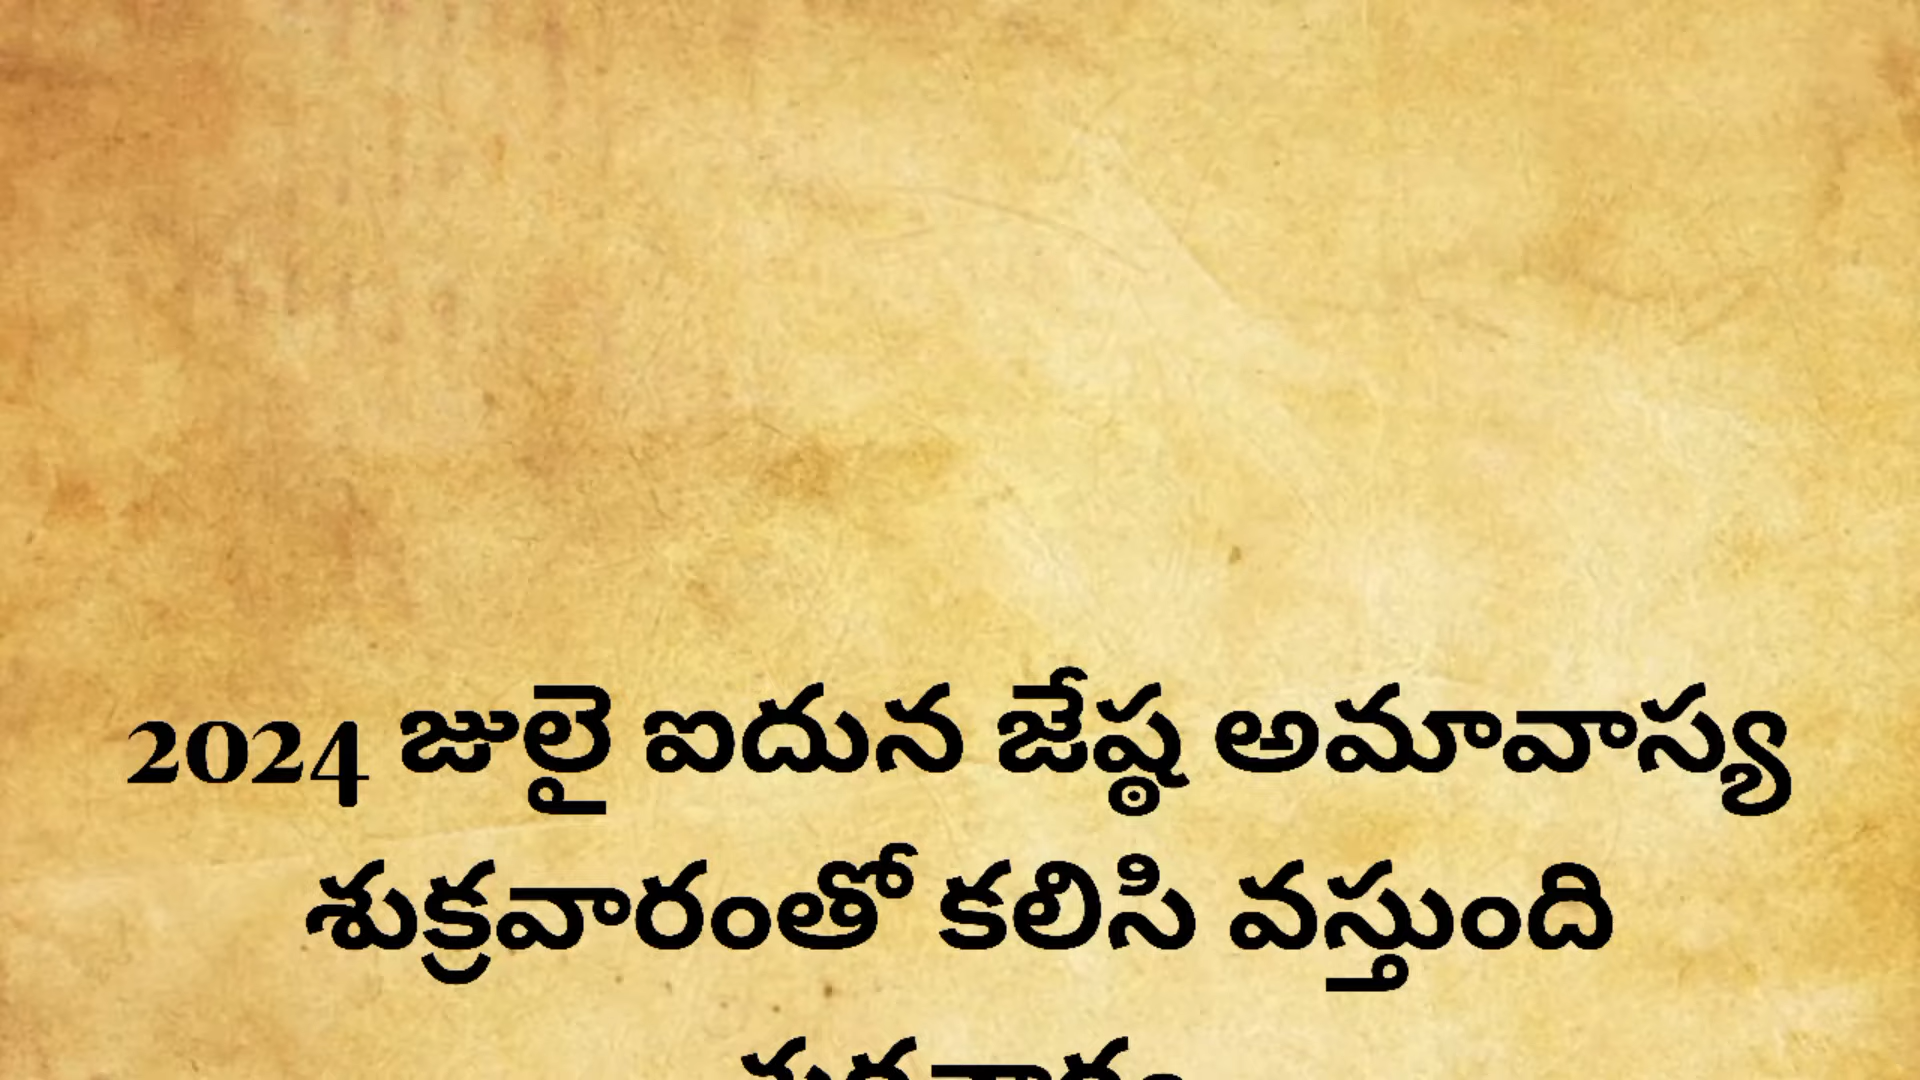 2024 జులై ఐదున జేష్ఠ అమావాస్య
శుక్రవారంతో కలిసి వస్తుంది